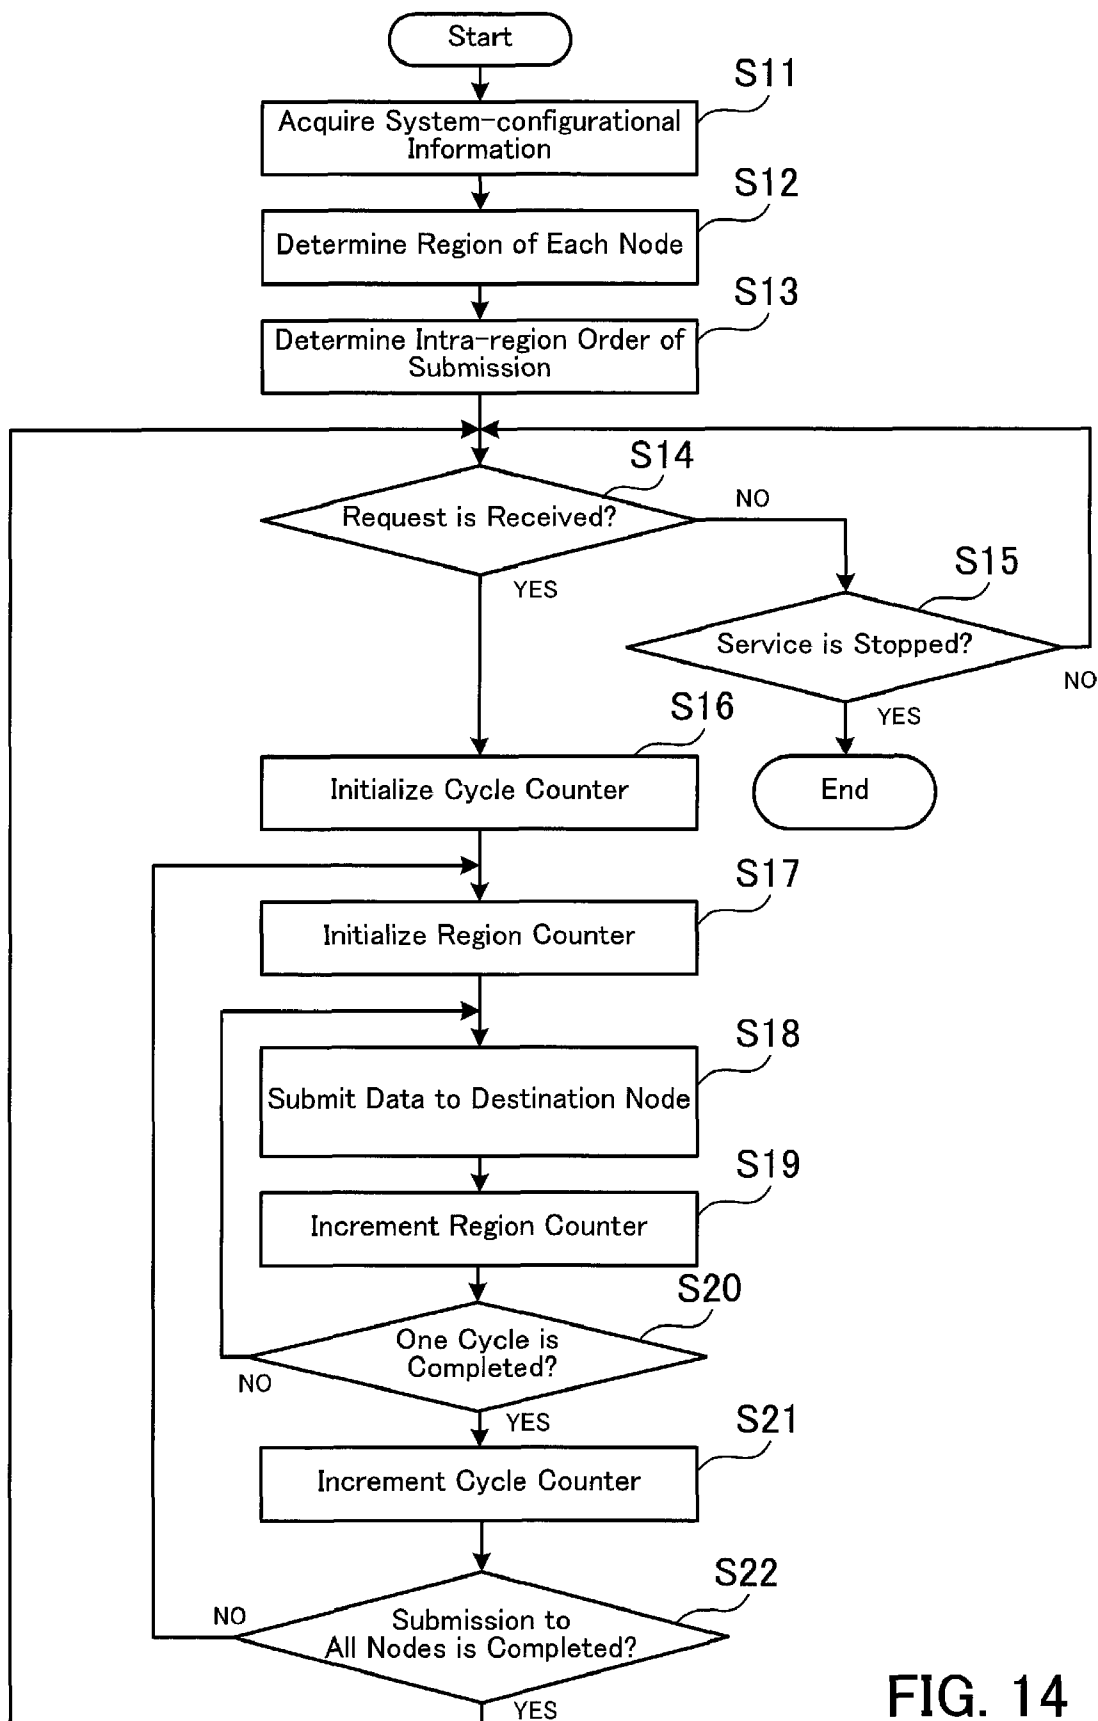 Start
S11
Acquire System-configurational
Information
S12
Determine Region of Each Node
S13
Determine Intra-region Order of
Submission
S14
Request is Received?
NO
YES
S15
Service is Stopped?
NO
YES
End
S16
Initialize Cycle Counter
S17
Initialize Region Counter
S18
Submit Data to Destination Node
S19
Increment Region Counter
S20
One Cycle is
Completed?
NO
YES
S21
Increment Cycle Counter
S22
NO
Submission to
All Nodes is Completed?
YES
FIG. 14